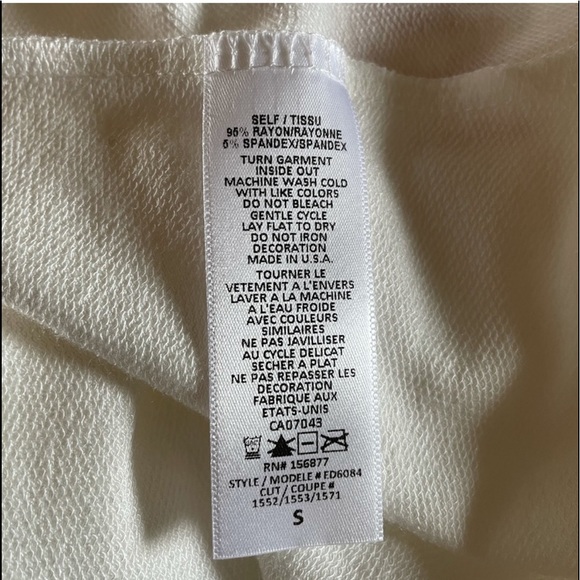 SELF / TISSU
95% RAYON/RAYONNE
5% SPANDEX/SPANDEX
TURN GARMENT
INSIDE OUT
MACHINE WASH COLD
WITH LIKE COLORS
DO NOT BLEACH
GENTLE CYCLE
LAY FLAT TO DRY
DO NOT IRON
DECORATION
MADE IN U.S.A.
TOURNER LE
VETEMENT A L'ENVERS
LAVER A LA MACHINE
A L'EAU FROIDE
AVEC COULEURS
SIMILAIRES
NE PAS JAVILLISER
AU CYCLE DELICAT
SECHER A PLAT
NE PAS REPASSER LES
DECORATION
FABRIQUE AUX
ETATS-UNIS
CA07043
RN# 156877
STYLE / MODELE # ED6084
CUT / COUPE #
1552/1553/1571
S